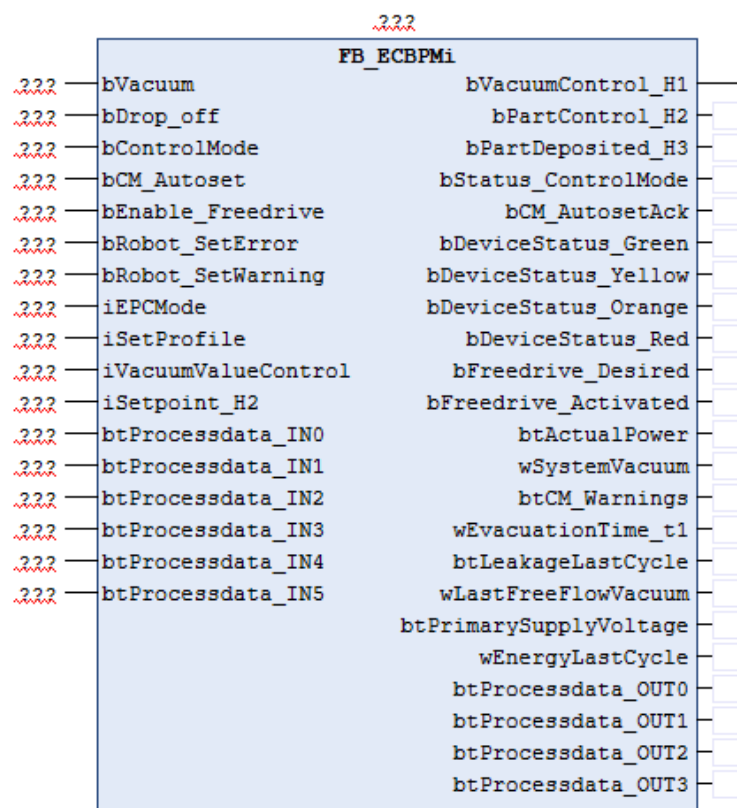 ???
FB_ECBPMi
??? bVacuum bVacuumControl_H1
??? bDrop_off bPartControl_H2
??? bControlMode bPartDeposited_H3
??? bCM_Autoset bStatus_ControlMode
??? bEnable_Freedrive bCM_AutosetAck
??? bRobot_SetError bDeviceStatus_Green
??? bRobot_SetWarning bDeviceStatus_Yellow
??? iEPCMode bDeviceStatus_Orange
??? iSetProfile bDeviceStatus_Red
??? iVacuumValueControl bFreedrive_Desired
??? iSetpoint_H2 bFreedrive_Activated
??? btProcessdata_IN0 btActualPower
??? btProcessdata_IN1 wSystemVacuum
??? btProcessdata_IN2 btCM_Warnings
??? btProcessdata_IN3 wEvacuationTime_t1
??? btProcessdata_IN4 btLeakageLastCycle
??? btProcessdata_IN5 wLastFreeFlowVacuum
btPrimarySupplyVoltage
wEnergyLastCycle
btProcessdata_OUT0
btProcessdata_OUT1
btProcessdata_OUT2
btProcessdata_OUT3